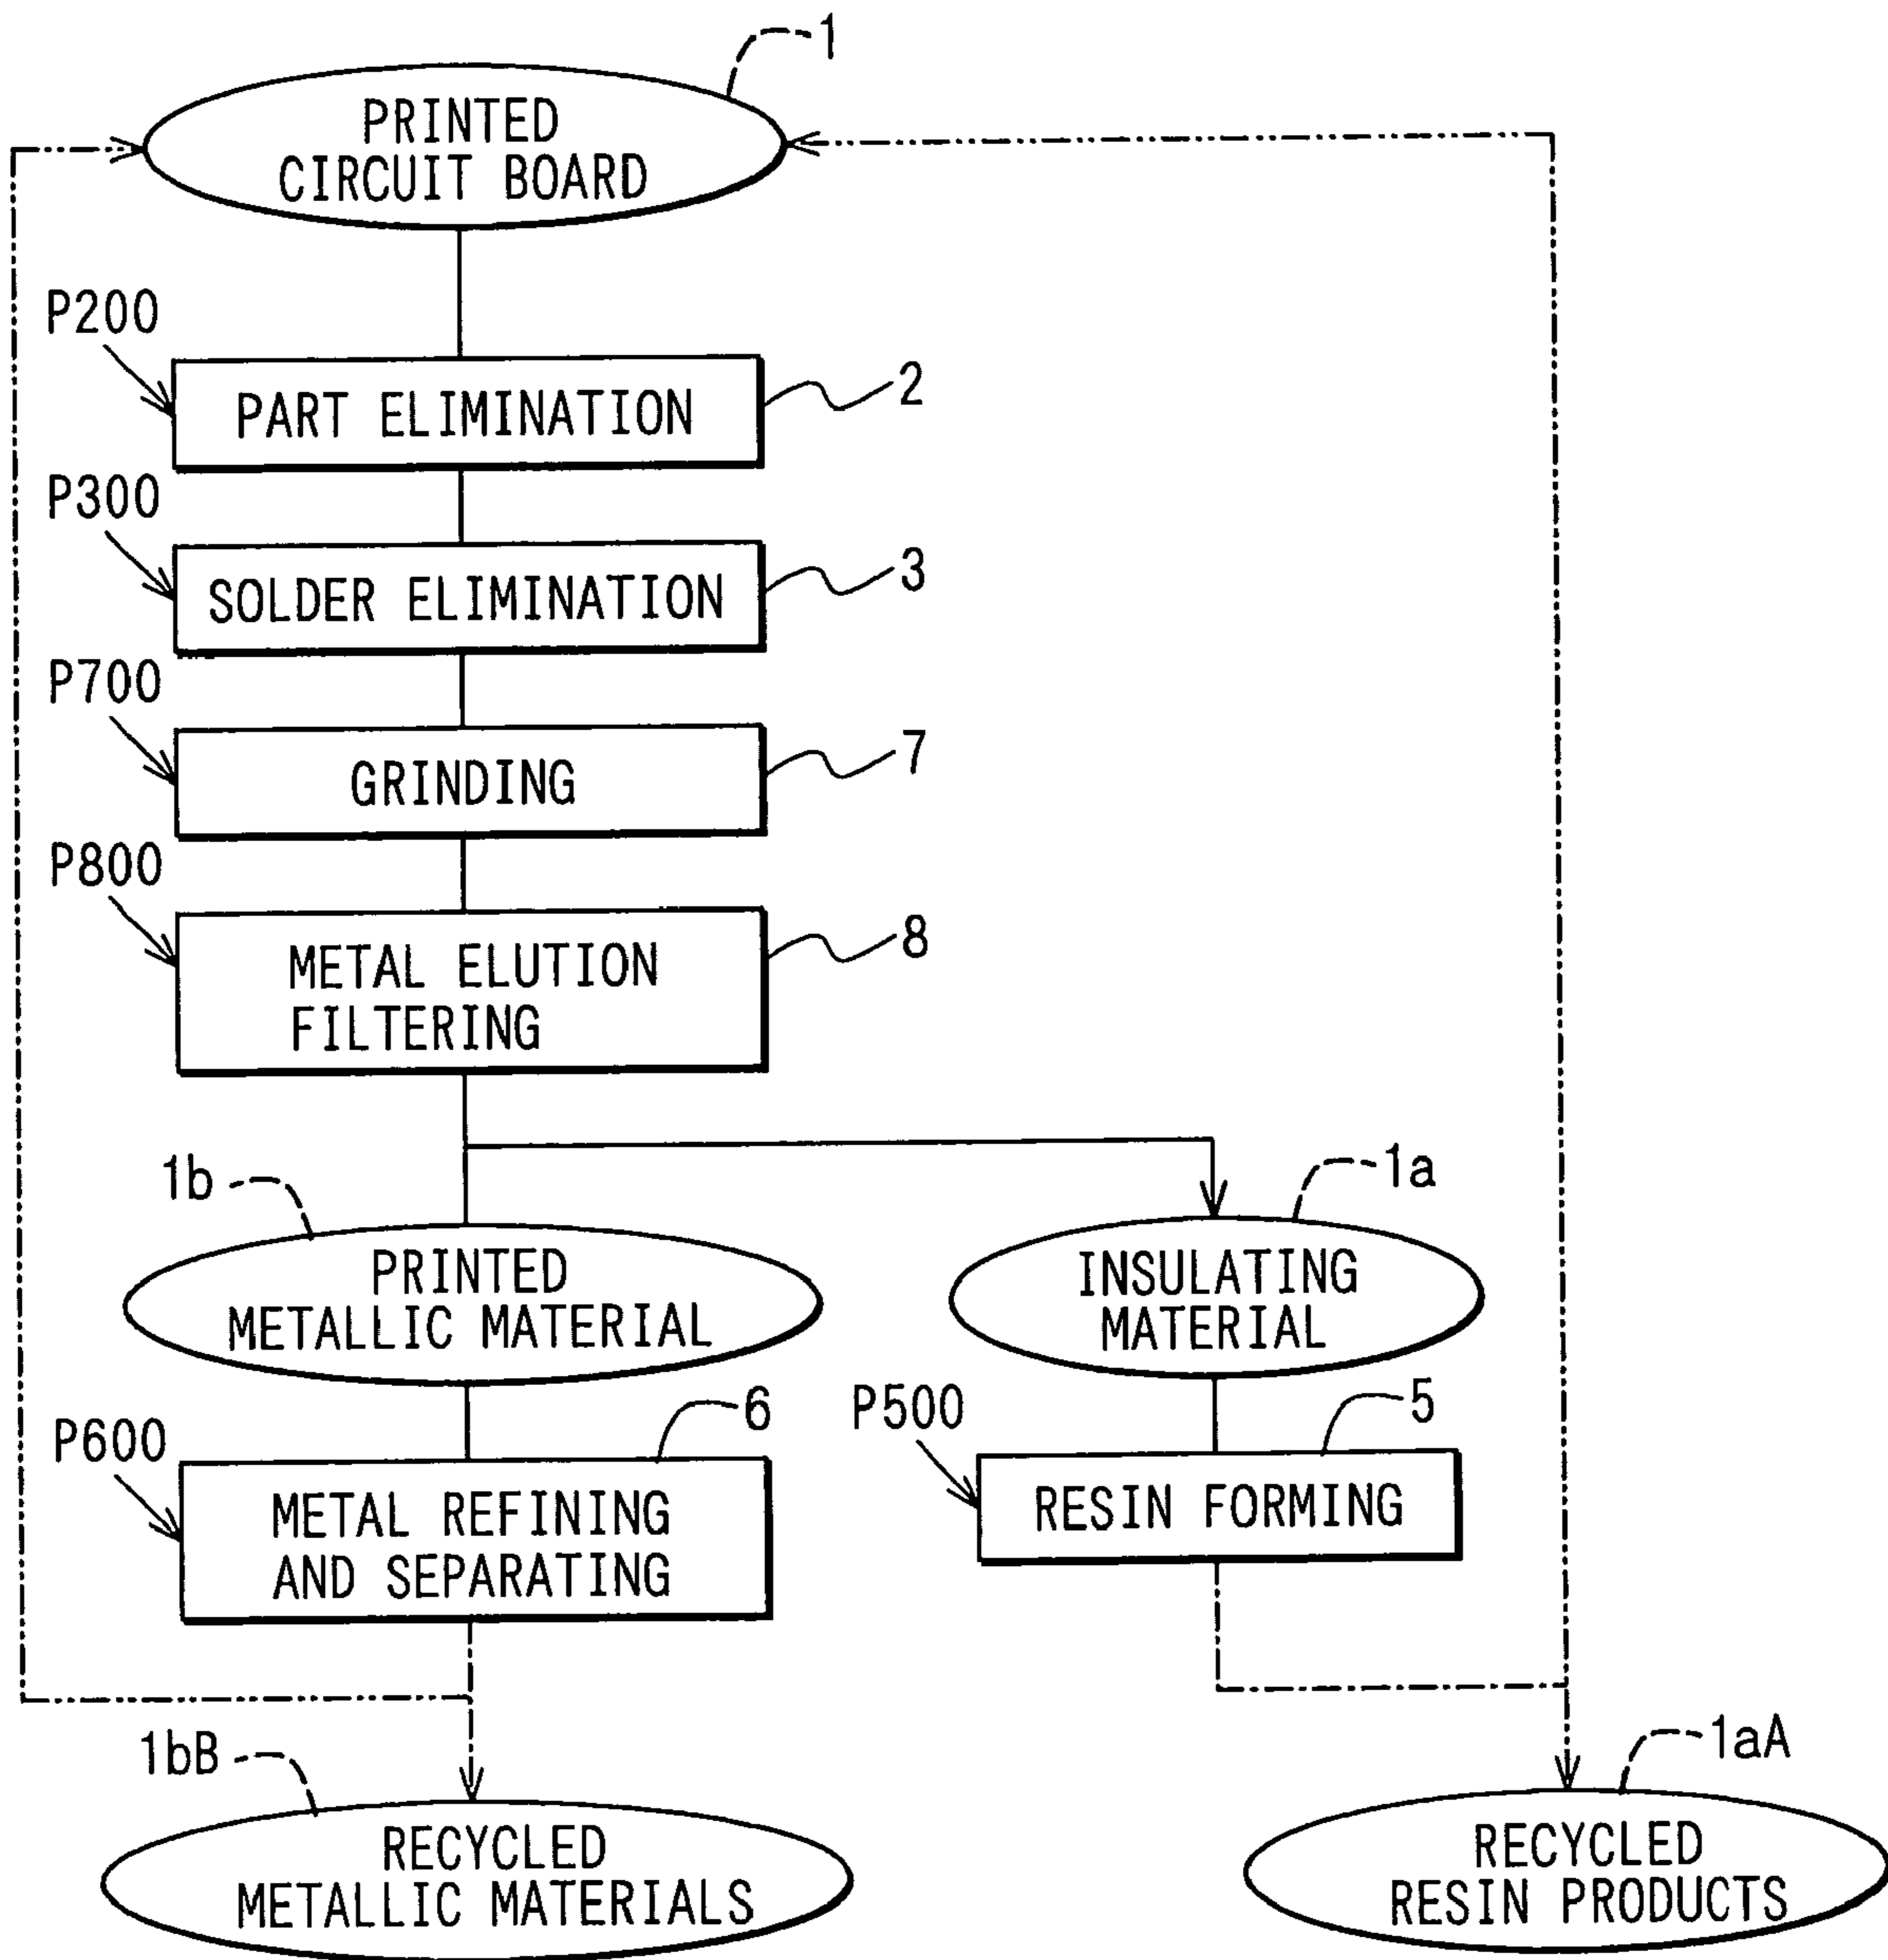 1
PRINTED
CIRCUIT BOARD
P200
PART ELIMINATION
2
P300
SOLDER ELIMINATION
3
P700
GRINDING
7
P800
METAL ELUTION
FILTERING
8
1b
PRINTED
METALLIC MATERIAL
1a
INSULATING
MATERIAL
P600
6
METAL REFINING
AND SEPARATING
P500
5
RESIN FORMING
1bB
RECYCLED
METALLIC MATERIALS
1aA
RECYCLED
RESIN PRODUCTS